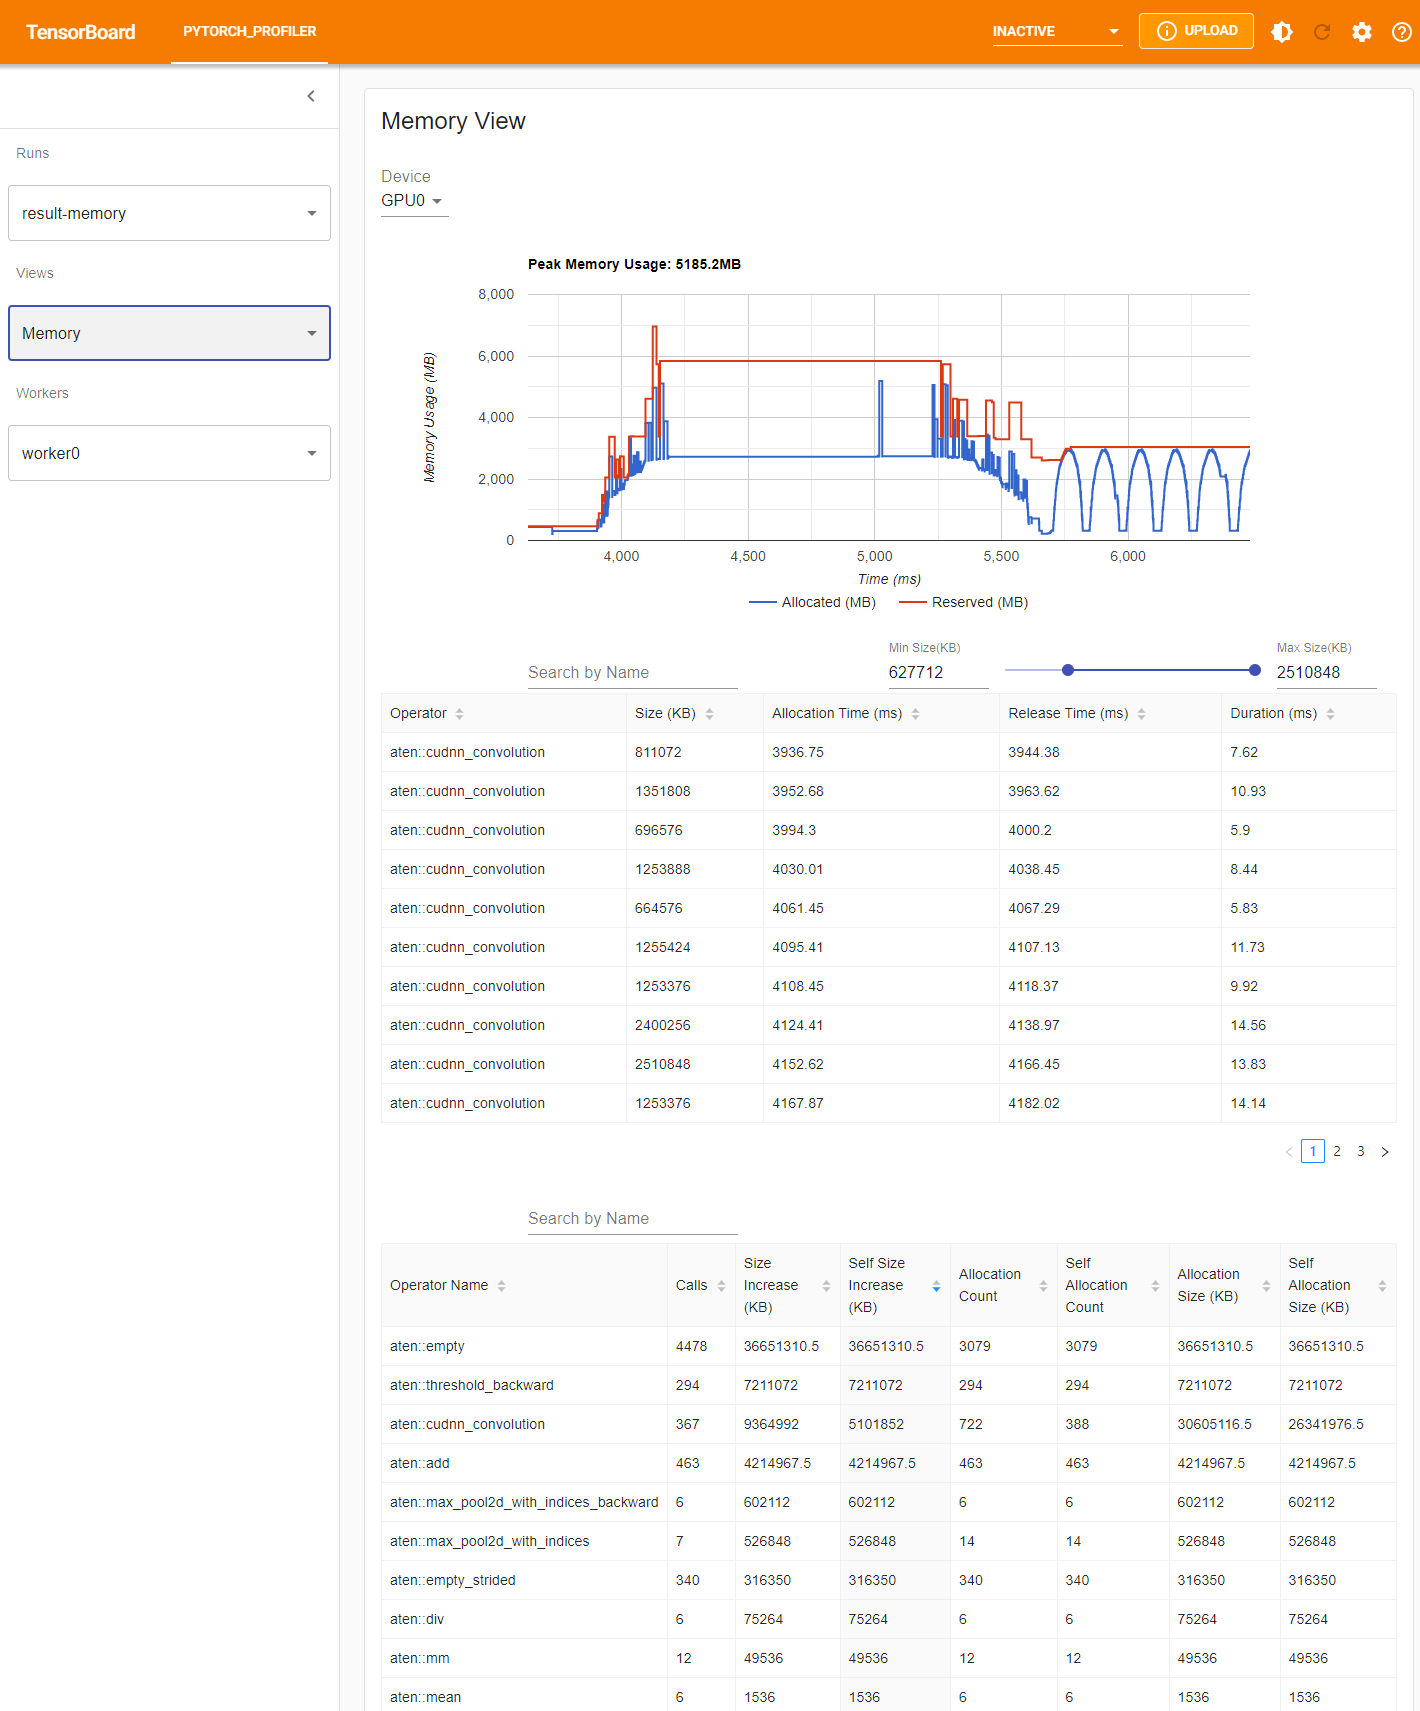 TensorBoard
PYTORCH_PROFILER
INACTIVE
UPLOAD
Runs
result-memory
Views
Memory
Workers
worker0
Memory View
Device
GPU0
Peak Memory Usage: 5185.2MB
8,000
6,000
4,000
2,000
0
Memory Usage (MB)
4,000 4,500 5,000 5,500 6,000
Time (ms)
Allocated (MB) Reserved (MB)
Search by Name
Min Size(KB)
627712
Max Size(KB)
2510848
Operator Size (KB) Allocation Time (ms) Release Time (ms) Duration (ms)
aten::cudnn_convolution 811072 3936.75 3944.38 7.62
aten::cudnn_convolution 1351808 3952.68 3963.62 10.93
aten::cudnn_convolution 696576 3994.3 4000.2 5.9
aten::cudnn_convolution 1253888 4030.01 4038.45 8.44
aten::cudnn_convolution 664576 4061.45 4067.29 5.83
aten::cudnn_convolution 1255424 4095.41 4107.13 11.73
aten::cudnn_convolution 1253376 4108.45 4118.37 9.92
aten::cudnn_convolution 2400256 4124.41 4138.97 14.56
aten::cudnn_convolution 2510848 4152.62 4166.45 13.83
aten::cudnn_convolution 1253376 4167.87 4182.02 14.14
< 1 2 3 >
Search by Name
Operator Name
Calls
Size
Increase
(KB)
Self Size
Increase
(KB)
Allocation
Count
Self
Allocation
Count
Allocation
Size (KB)
Self
Allocation
Size (KB)
aten::empty 4478 36651310.5 36651310.5 3079 3079 36651310.5 36651310.5
aten::threshold_backward 294 7211072 7211072 294 294 7211072 7211072
aten::cudnn_convolution 367 9364992 5101852 722 388 30605116.5 26341976.5
aten::add 463 4214967.5 4214967.5 463 463 4214967.5 4214967.5
aten::max_pool2d_with_indices_backward 6 602112 602112 6 6 602112 602112
aten::max_pool2d_with_indices 7 526848 526848 14 14 526848 526848
aten::empty_strided 340 316350 316350 340 340 316350 316350
aten::div 6 75264 75264 6 6 75264 75264
aten::mm 12 49536 49536 12 12 49536 49536
aten::mean 6 1536 1536 6 6 1536 1536